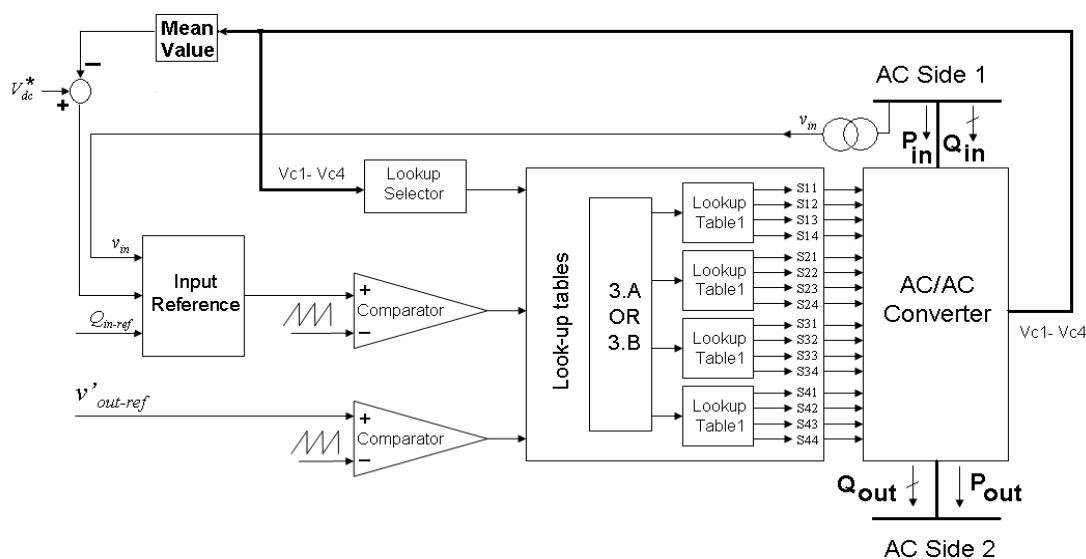 Mean
Value
−
V*dc
+
AC Side 1
vin
Pin
Qin
Vc1- Vc4
Lookup
Selector
vin
Input
Reference
Qin-ref
+
Comparator
−
v'out-ref
+
Comparator
−
Look-up tables
3.A
OR
3.B
Lookup
Table1
Lookup
Table1
Lookup
Table1
Lookup
Table1
S11
S12
S13
S14
S21
S22
S23
S24
S31
S32
S33
S34
S41
S42
S43
S44
AC/AC
Converter
Vc1- Vc4
Qout
Pout
AC Side 2